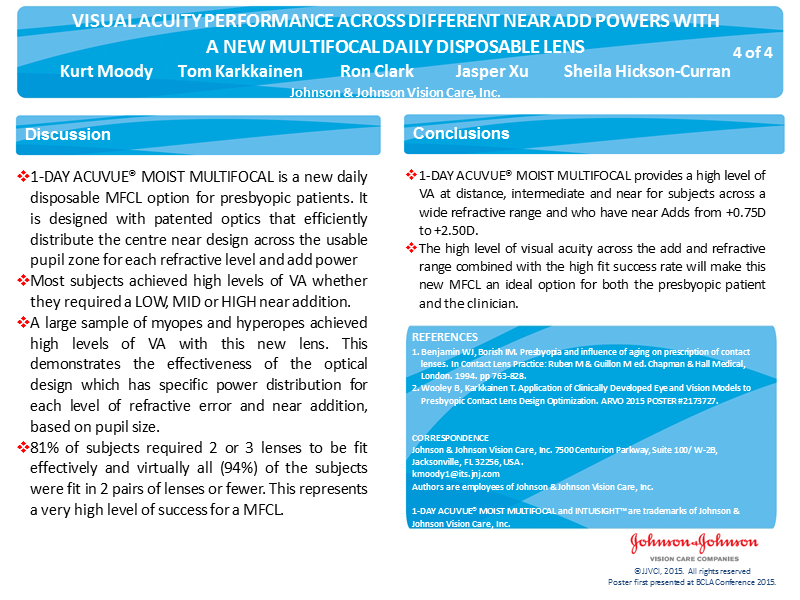 VISUAL ACUITY PERFORMANCE ACROSS DIFFERENT NEAR ADD POWERS WITH
A NEW MULTIFOCAL DAILY DISPOSABLE LENS
4 of 4
Kurt Moody Tom Karkkainen Ron Clark Jasper Xu Sheila Hickson-Curran
Johnson & Johnson Vision Care, Inc.
Discussion
❖1-DAY ACUVUE® MOIST MULTIFOCAL is a new daily
disposable MFCL option for presbyopic patients. It
is designed with patented optics that efficiently
distribute the centre near design across the usable
pupil zone for each refractive level and add power
❖Most subjects achieved high levels of VA whether
they required a LOW, MID or HIGH near addition.
❖A large sample of myopes and hyperopes achieved
high levels of VA with this new lens. This
demonstrates the effectiveness of the optical
design which has specific power distribution for
each level of refractive error and near addition,
based on pupil size.
❖81% of subjects required 2 or 3 lenses to be fit
effectively and virtually all (94%) of the subjects
were fit in 2 pairs of lenses or fewer. This represents
a very high level of success for a MFCL.
Conclusions
❖1-DAY ACUVUE® MOIST MULTIFOCAL provides a high level of
VA at distance, intermediate and near for subjects across a
wide refractive range and who have near Adds from +0.75D
to +2.50D.
❖The high level of visual acuity across the add and refractive
range combined with the high fit success rate will make this
new MFCL an ideal option for both the presbyopic patient
and the clinician.
REFERENCES
1. Benjamin WJ, Borish IM. Presbyopia and influence of aging on prescription of contact
lenses. In Contact Lens Practice: Ruben M & Guillon M ed. Chapman & Hall Medical,
London. 1994. pp 763-828.
2. Wooley B, Karkkainen T. Application of Clinically Developed Eye and Vision Models to
Presbyopic Contact Lens Design Optimization. ARVO 2015 POSTER #2173727.
CORRESPONDENCE
Johnson & Johnson Vision Care, Inc. 7500 Centurion Parkway, Suite 100/ W-2B,
Jacksonville, FL 32256, USA.
kmoody1@its.jnj.com
Authors are employees of Johnson & Johnson Vision Care, Inc.
1-DAY ACUVUE® MOIST MULTIFOCAL and INTUISIGHT™ are trademarks of Johnson &
Johnson Vision Care, Inc.
Johnson & Johnson
VISION CARE COMPANIES
© JJVCI, 2015. All rights reserved
Poster first presented at BCLA Conference 2015.